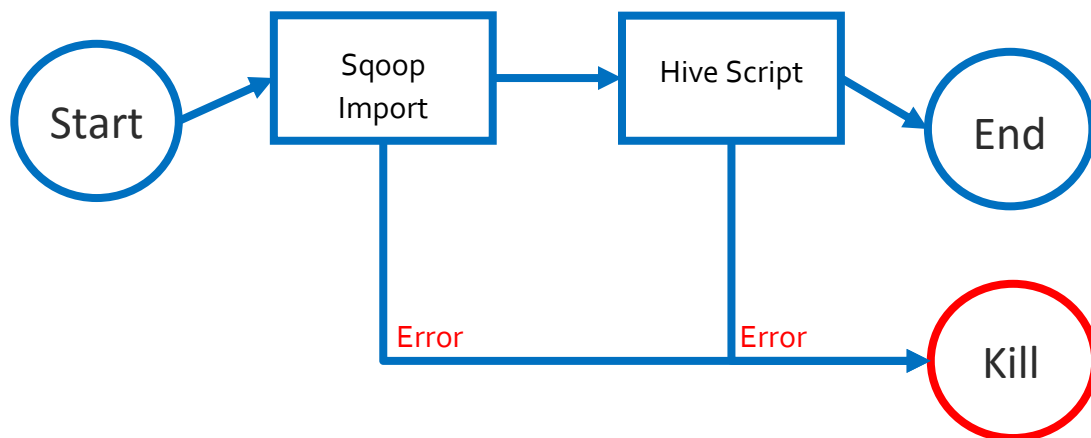 Start
Sqoop
Import
Hive Script
End
Error
Error
Kill